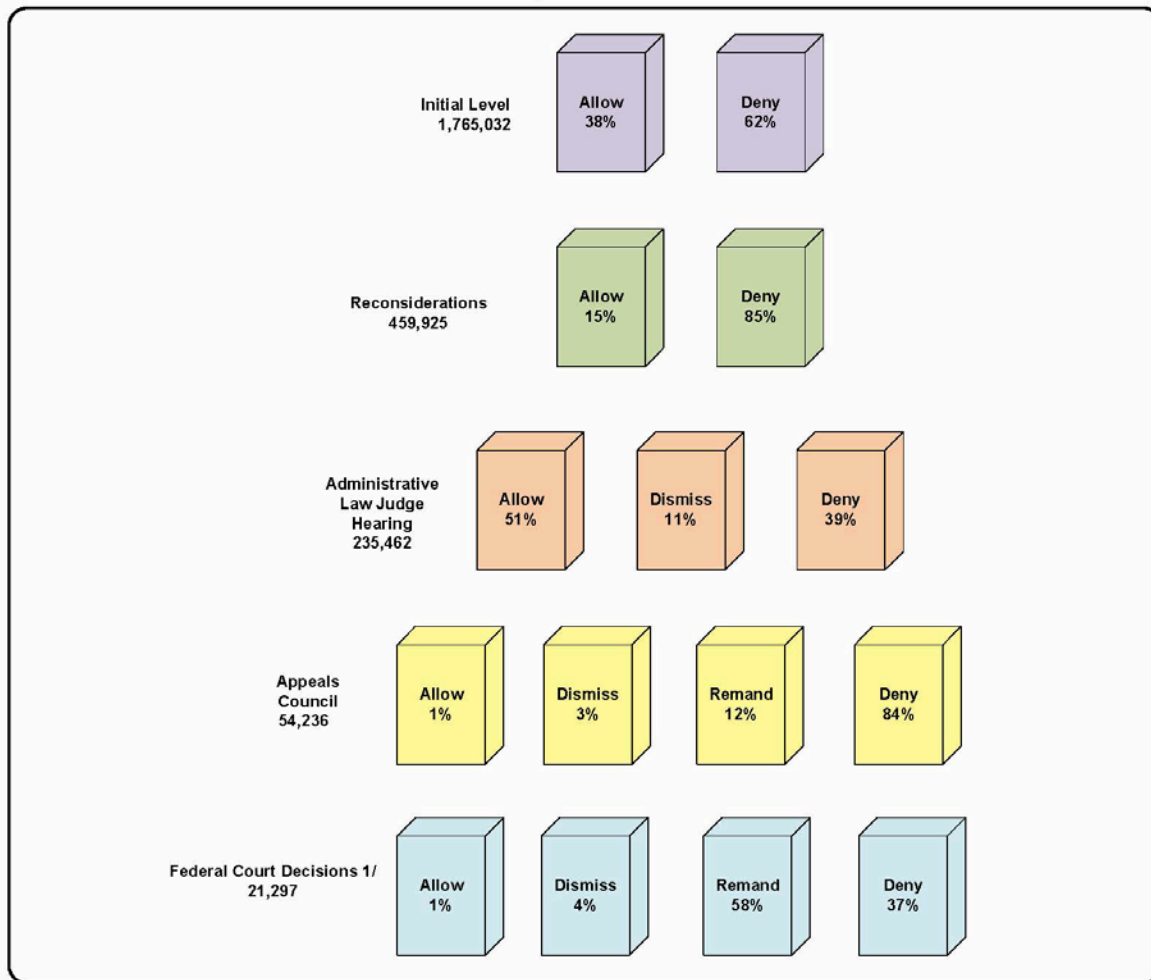 Initial Level
1,765,032
Allow
38%
Deny
62%
Reconsiderations
459,925
Allow
15%
Deny
85%
Administrative
Law Judge
Hearing
235,462
Allow
51%
Dismiss
11%
Deny
39%
Appeals
Council
54,236
Allow
1%
Dismiss
3%
Remand
12%
Deny
84%
Federal Court Decisions 1/
21,297
Allow
1%
Dismiss
4%
Remand
58%
Deny
37%